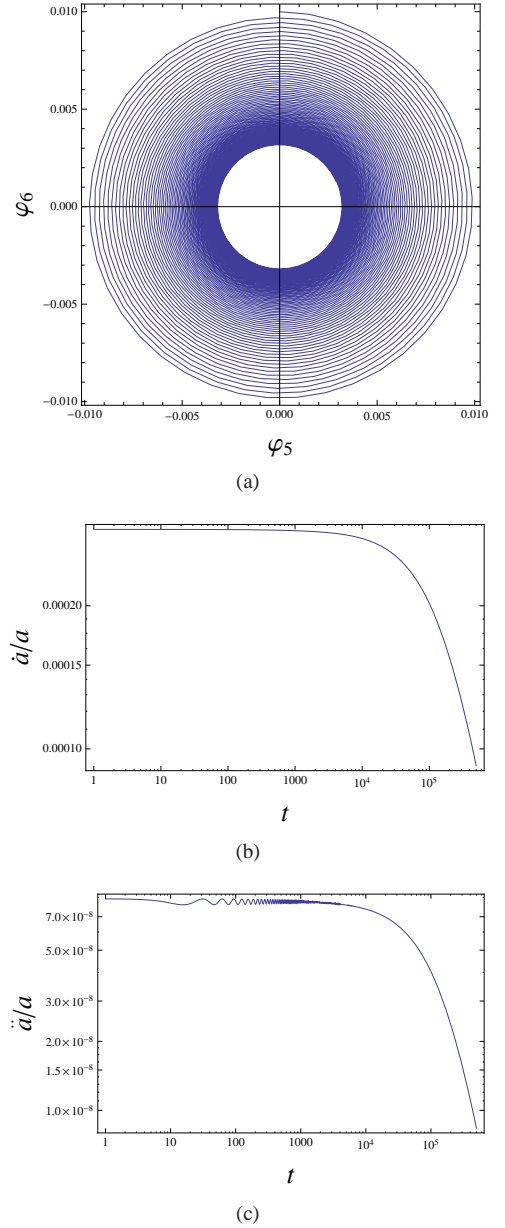 0.010
0.005
φ₆
0.000
-0.005
-0.010
-0.010 -0.005 0.000 0.005 0.010
φ₅
(a)
0.00020
ȧ/a
0.00015
0.00010
1 10 100 1000 10⁴ 10⁵
t
(b)
7.0×10⁻⁸
5.0×10⁻⁸
3.0×10⁻⁸
ä/a
2.0×10⁻⁸
1.5×10⁻⁸
1.0×10⁻⁸
1 10 100 1000 10⁴ 10⁵
t
(c)